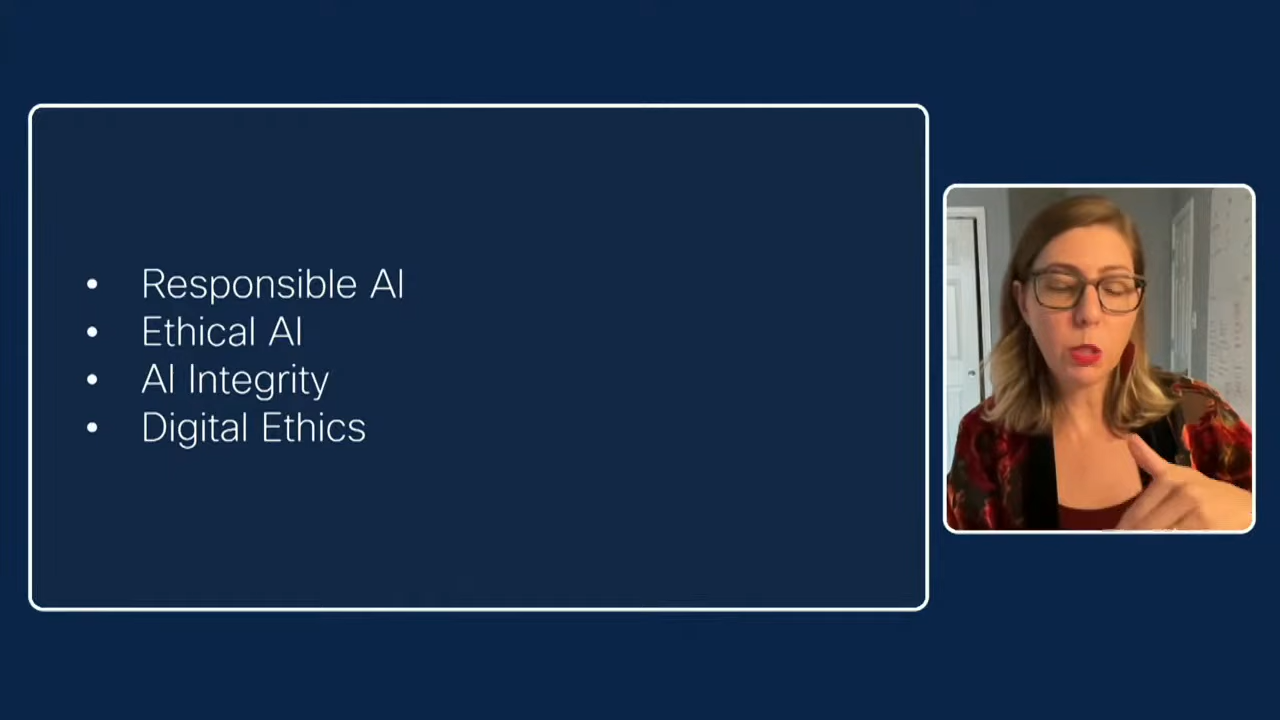 • Responsible AI
• Ethical AI
• AI Integrity
• Digital Ethics